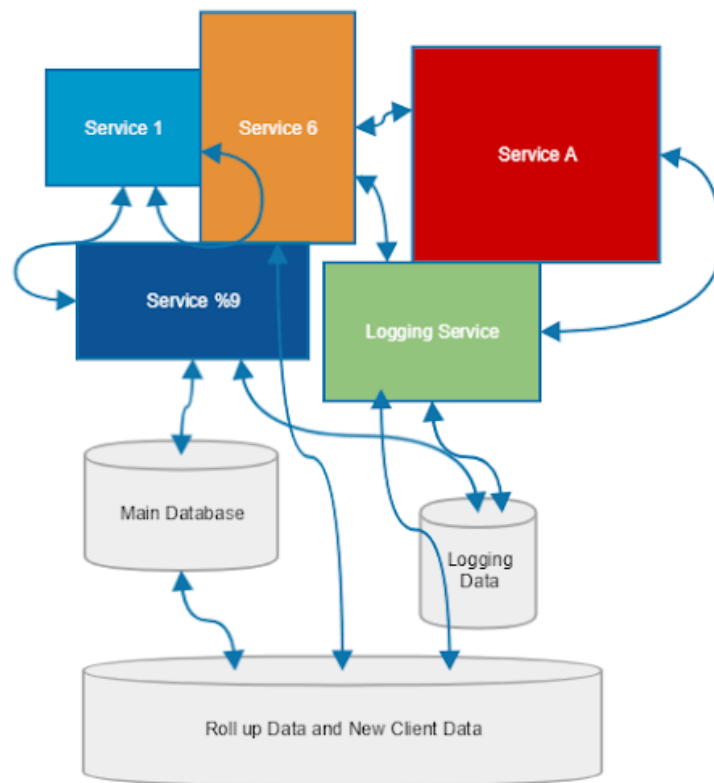 Service 1
Service 6
Service A
Service %9
Logging Service
Main Database
Logging
Data
Roll up Data and New Client Data